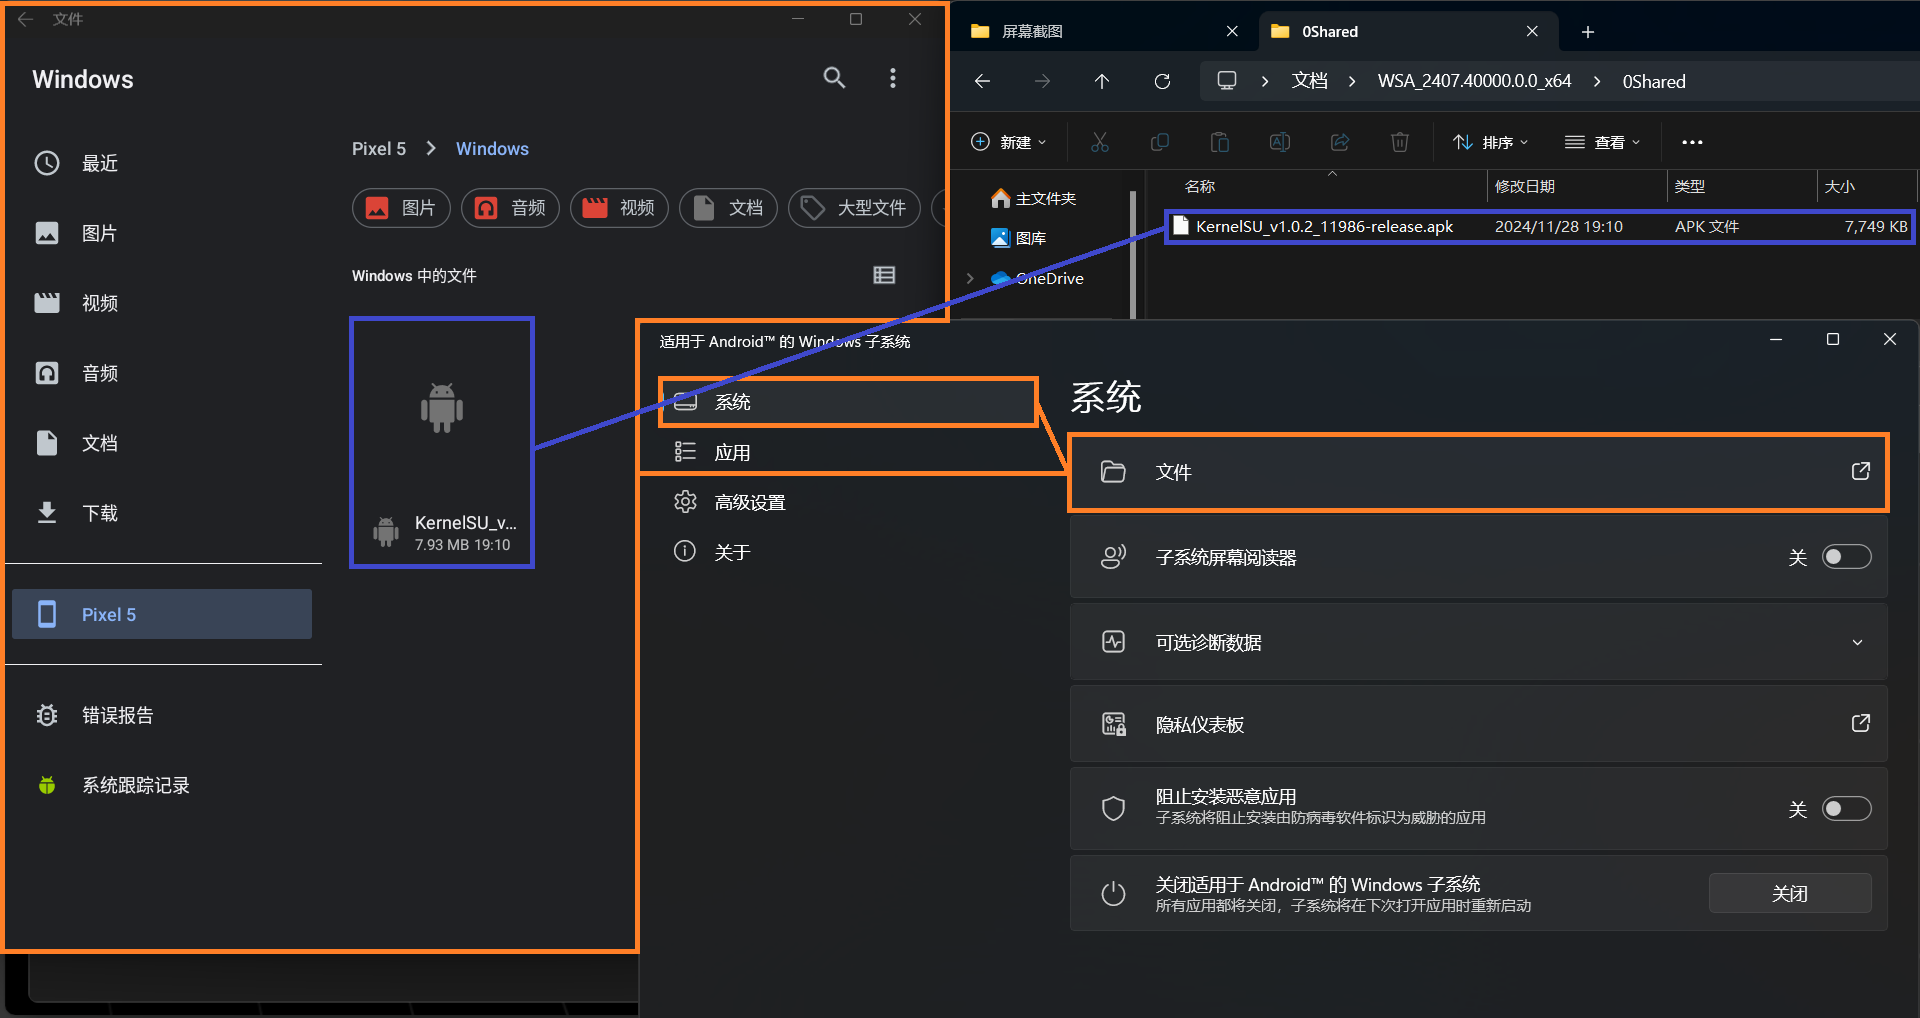 文件
Windows
最近
图片
视频
音频
文档
下载
Pixel 5
错误报告
系统跟踪记录
Pixel 5
Windows
图片
音频
视频
文档
大型文件
Windows 中的文件
KernelSU_v...
7.93 MB 19:10
屏幕截图
0Shared
文档
WSA_2407.40000.0.0_x64
0Shared
新建
排序
查看
主文件夹
图库
OneDrive
名称
修改日期
类型
大小
KernelSU_v1.0.2_11986-release.apk
2024/11/28 19:10
APK 文件
7,749 KB
适用于 Android™ 的 Windows 子系统
系统
应用
高级设置
关于
系统
文件
子系统屏幕阅读器
关
可选诊断数据
隐私仪表板
阻止安装恶意应用
子系统将阻止安装由防病毒软件标识为威胁的应用
关
关闭适用于 Android™ 的 Windows 子系统
所有应用都将关闭，子系统将在下次打开应用时重新启动
关闭